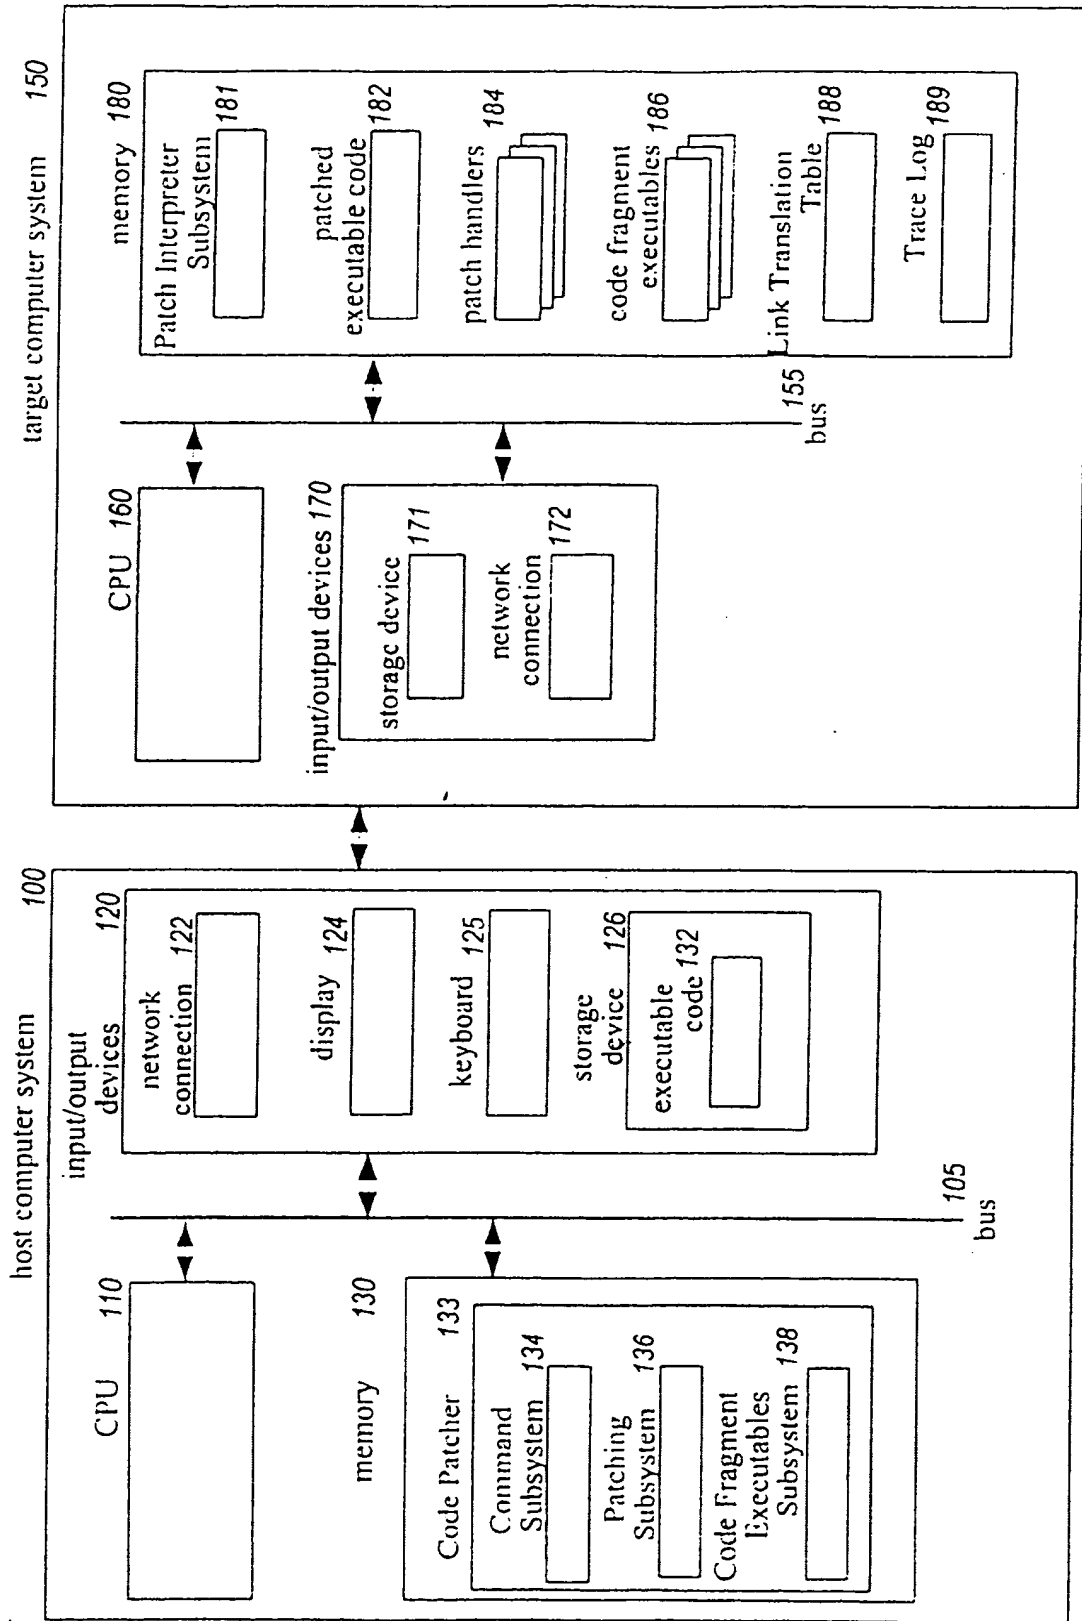 host computer system 100
CPU 110
memory 130
Code Patcher 133
Command
Subsystem 134
Patching
Subsystem 136
Code Fragment
Executables
Subsystem 138
input/output
devices 120
network
connection 122
display 124
keyboard 125
storage
device 126
executable
code 132
105
bus
target computer system 150
CPU 160
input/output devices 170
storage device 171
network
connection 172
155
bus
memory 180
Patch Interpreter
Subsystem 181
patched
executable code 182
patch handlers 184
code fragment
executables 186
Link Translation
Table 188
Trace Log 189